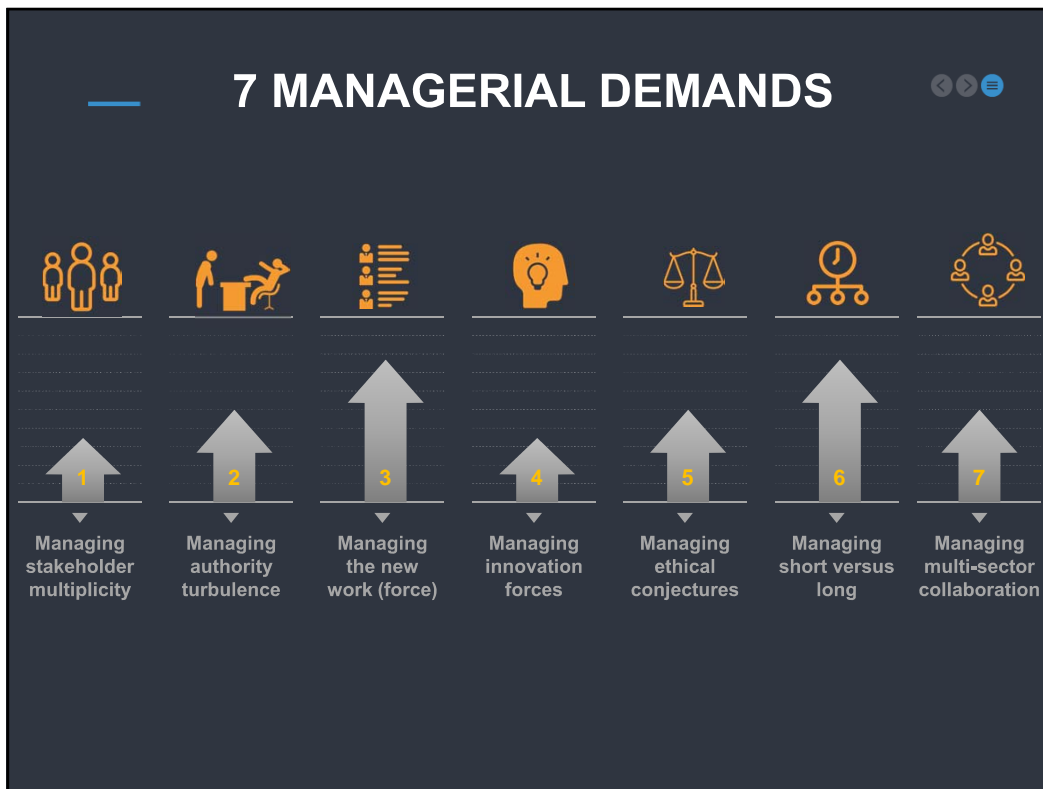 7 MANAGERIAL DEMANDS
1
2
3
4
5
6
7
Managing
stakeholder
multiplicity
Managing
authority
turbulence
Managing
the new
work (force)
Managing
innovation
forces
Managing
ethical
conjectures
Managing
short versus
long
Managing
multi-sector
collaboration